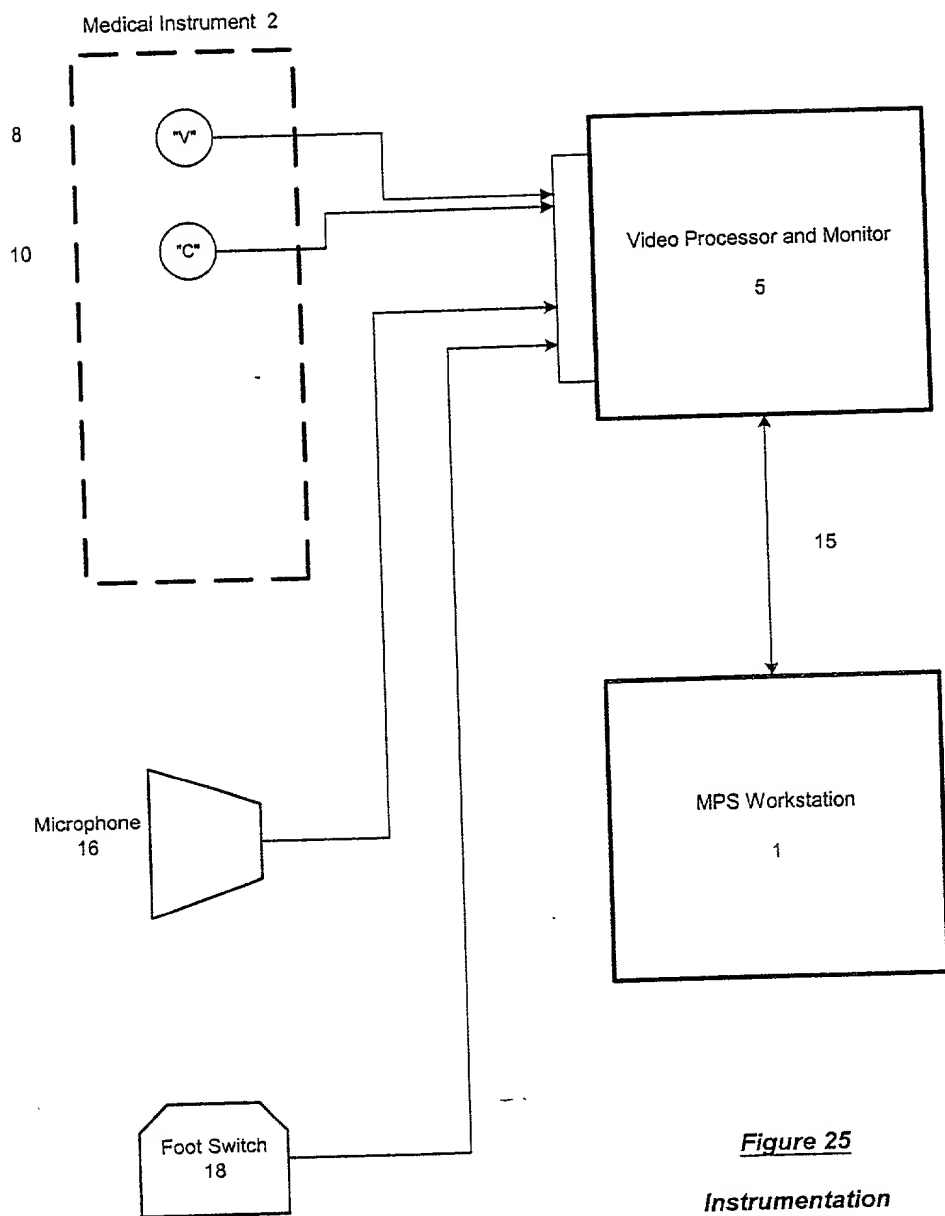 Medical Instrument 2
8
"V"
10
"C"
Video Processor and Monitor
5
15
Microphone
16
MPS Workstation
1
Foot Switch
18
Figure 25
Instrumentation